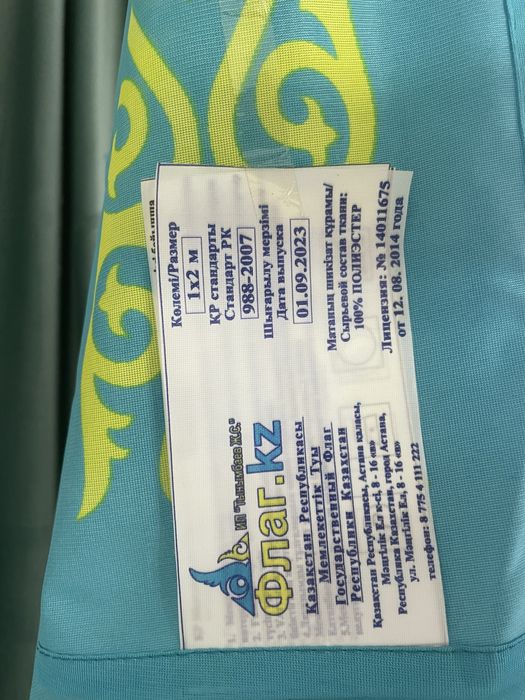 ИП "Тынымбаев Ж.С."
Флаг.kz
Қазақстан Республикасы
Мемлекеттік Туы
Государственный Флаг
Республики Казахстан
Қазақстан Республикасы, Астана қаласы,
Мәңгілік Ел к-сі, 8 - 16 «ж»
Республика Казахстан, город Астана,
ул. Мәңгілік Ел, 8 - 16 «ж»
телефон: 8 775 4 111 222
Көлемі/Размер
1x2 м
ҚР стандарты
Стандарт РК
988-2007
Шығарылу мерзімі
Дата выпуска
01.09.2023
Матаның шикізат құрамы/
Сырьевой состав ткани:
100% ПОЛИЭСТЕР
Лицензия: № 14011675
от 12. 08. 2014 года